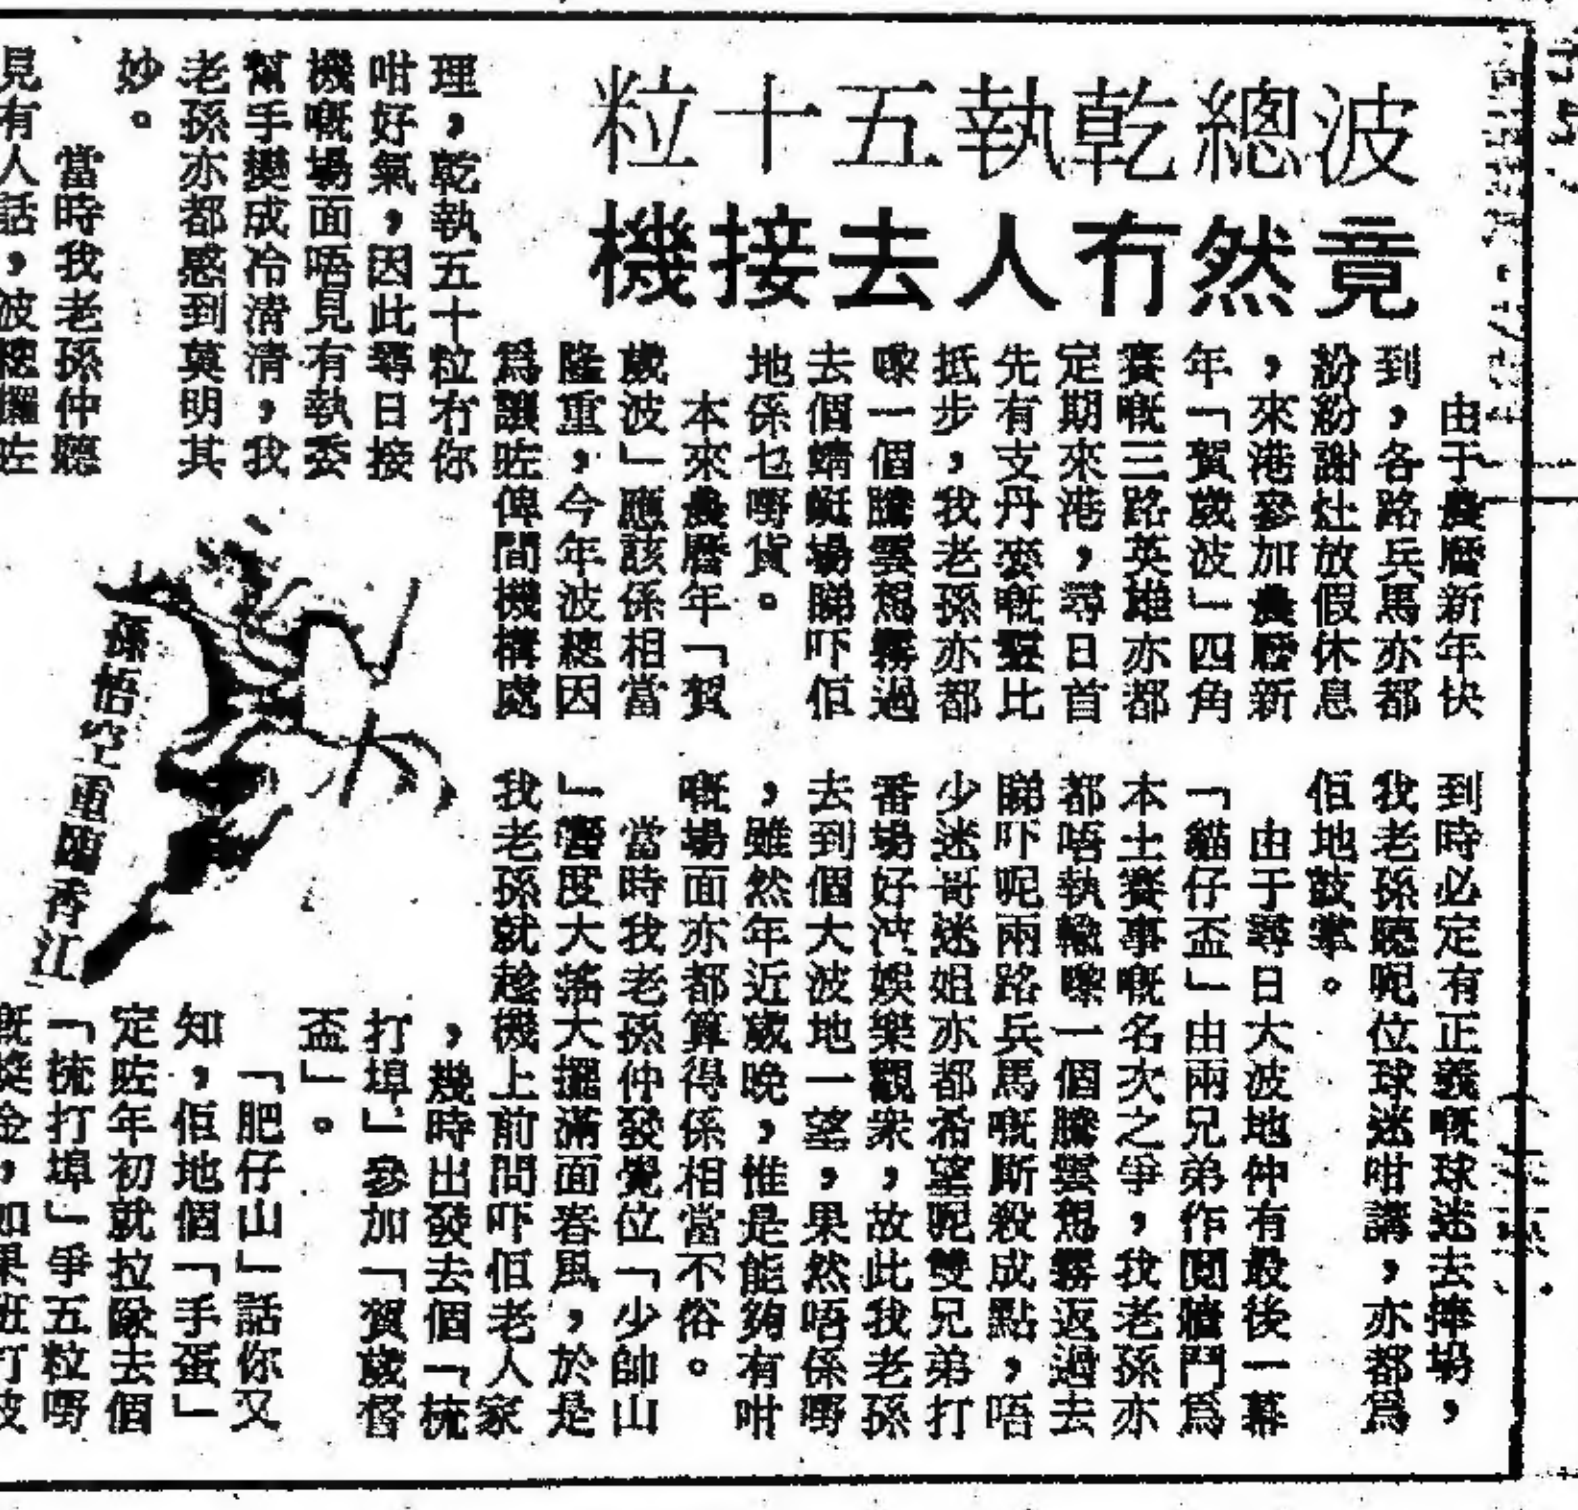 波總乾執五十粒
竟然冇人去接機
由于農曆新年快
到，各路兵馬亦都
紛紛謝灶放假休息
，來港參加農曆新
年「賀歲波」四角
賽嘅三路英雄亦都
定期來港，尋日首
先有支丹麥嘅靈比
抵步，我老孫亦都
嚟一個騰雲駕霧過
去個蜻蜓場睇吓佢
地係乜嘢貨。
本來農曆年「賀
歲波」應該係相當
隆重，今年波總因
爲讓咗俾間機構處
理，乾執五十粒冇你
咁好氣，因此尋日接
機嘅場面唔見有執委
幫手變成冷清清，我
老孫亦都感到莫明其
妙。
當時我老孫仲聽
見有人話，波總攞咗
孫悟空重臨香江
到時必定有正義嘅球迷去捧場，
我老孫聽呢位球迷咁講，亦都爲
佢地鼓掌。
由于尋日大波地仲有最後一幕
「貓仔盃」由兩兄弟作鬩牆鬥爲
本土賽事嘅名次之爭，我老孫亦
都唔執輸嚟一個騰雲駕霧返過去
睇吓呢兩路兵馬嘅厮殺成點，唔
少迷哥迷姐亦都希望呢雙兄弟打
番場好波娛樂觀衆，故此我老孫
去到個大波地一望，果然唔係嘢
，雖然年近歲晚，惟是能夠有咁
嘅場面亦都算得係相當不俗。
當時我老孫仲發覺位「少帥山
」雪度大搖大擺滿面春風，於是
我老孫就趁機上前問吓佢老人家
，幾時出發去個「梳
打埠」參加「賀歲督
盃」。
「肥仔山」話你又
知，佢地個「手蛋」
定咗年初就拉隊去個
「梳打埠」爭五粒嘢
嘅獎金，如果班打波